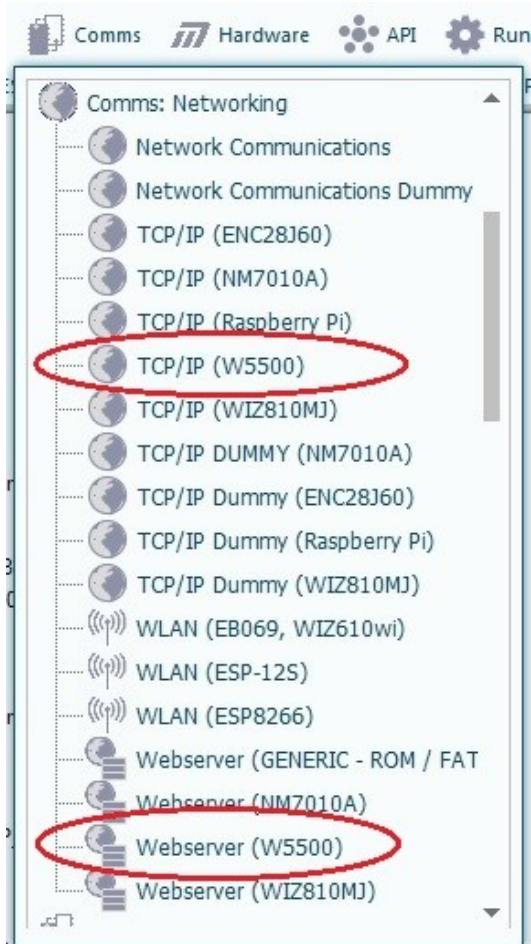 Comms Hardware API Run
Comms: Networking
Network Communications
Network Communications Dummy
TCP/IP (ENC28J60)
TCP/IP (NM7010A)
TCP/IP (Raspberry Pi)
TCP/IP (W5500)
TCP/IP (WIZ810MJ)
TCP/IP DUMMY (NM7010A)
TCP/IP Dummy (ENC28J60)
TCP/IP Dummy (Raspberry Pi)
TCP/IP Dummy (WIZ810MJ)
WLAN (EB069, WIZ610wi)
WLAN (ESP-12S)
WLAN (ESP8266)
Webserver (GENERIC - ROM / FAT
Webserver (NM7010A)
Webserver (W5500)
Webserver (WIZ810MJ)